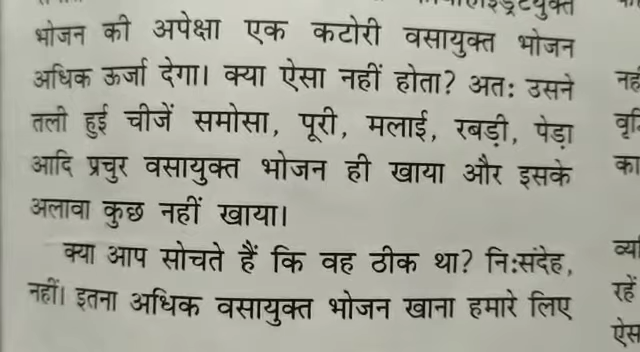 भोजन की अपेक्षा एक कटोरी वसायुक्त भोजन
अधिक ऊर्जा देगा। क्या ऐसा नहीं होता? अतः उसने
तली हुई चीजें समोसा, पूरी, मलाई, रबड़ी, पेड़ा
आदि प्रचुर वसायुक्त भोजन ही खाया और इसके
अलावा कुछ नहीं खाया।
क्या आप सोचते हैं कि वह ठीक था? निःसंदेह,
नहीं। इतना अधिक वसायुक्त भोजन खाना हमारे लिए